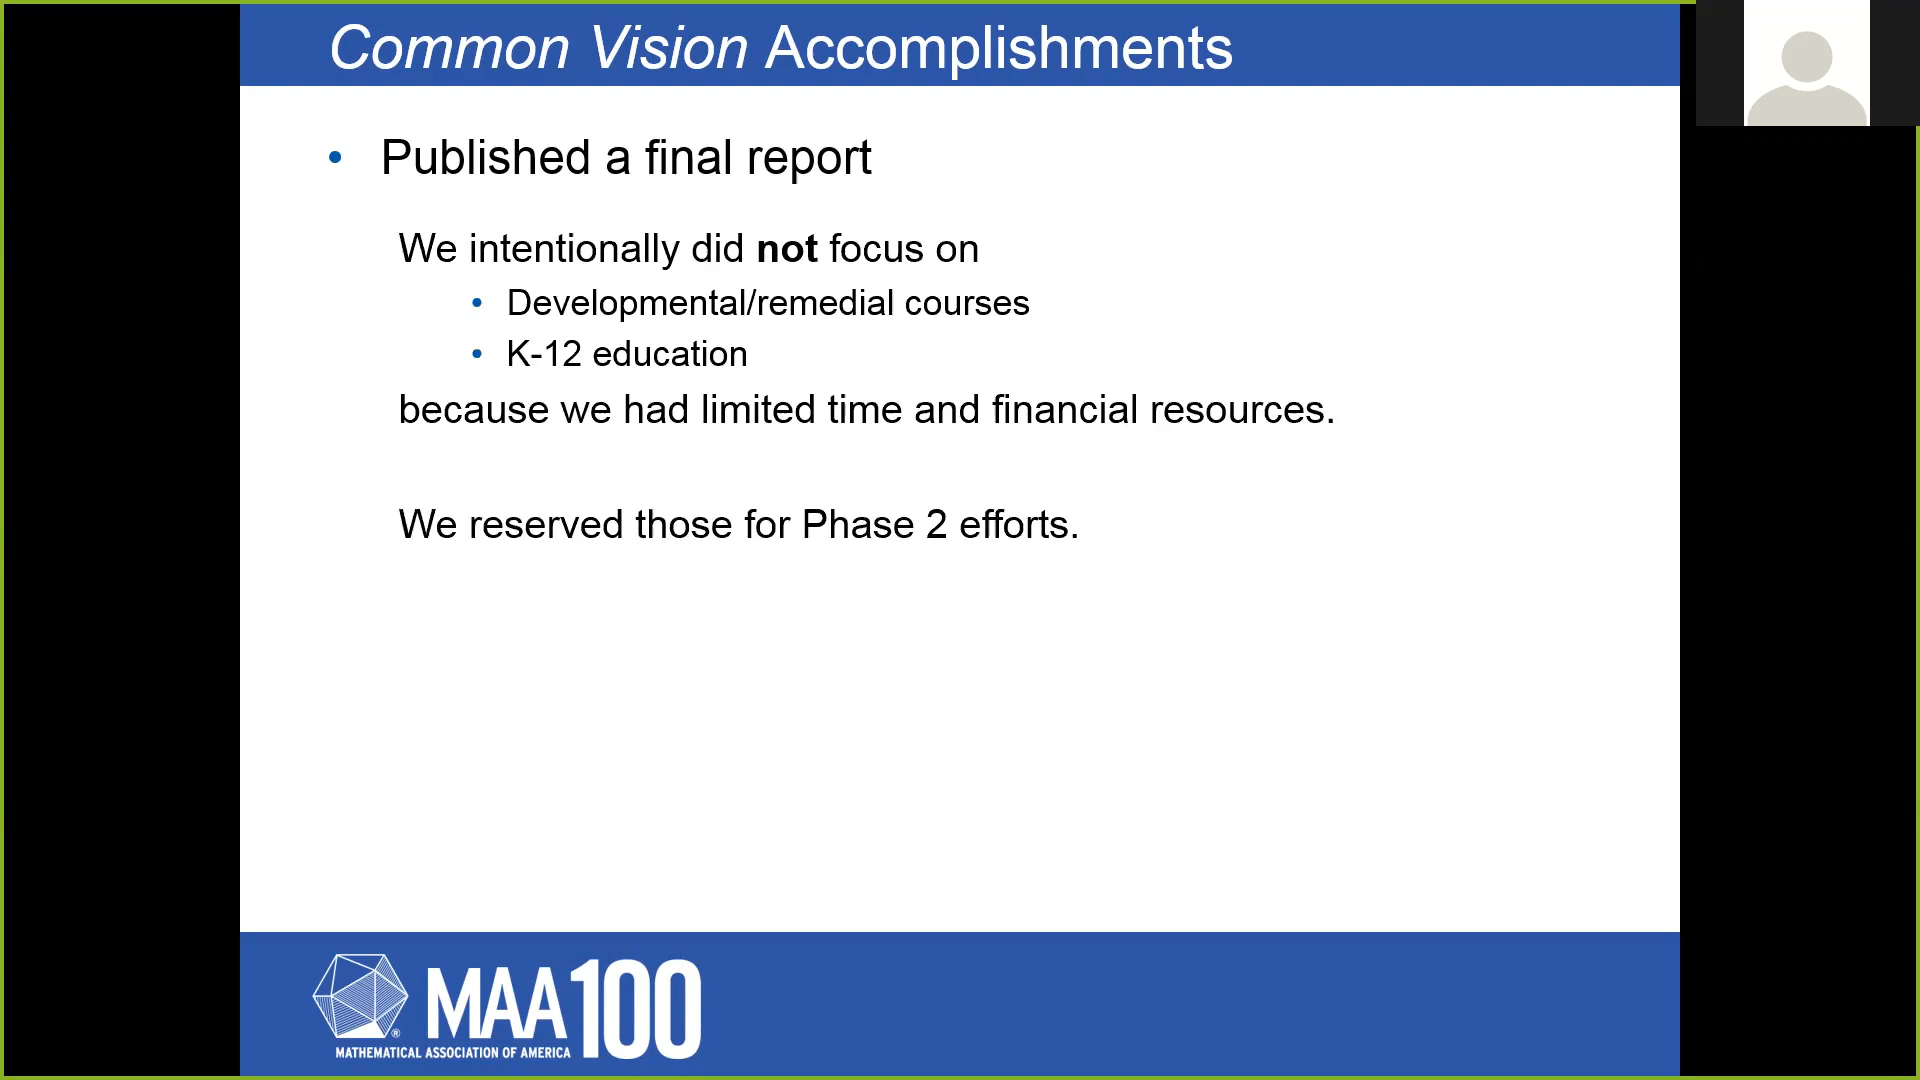 Common Vision Accomplishments
• Published a final report
We intentionally did not focus on
• Developmental/remedial courses
• K-12 education
because we had limited time and financial resources.
We reserved those for Phase 2 efforts.
MAA100
®
MATHEMATICAL ASSOCIATION OF AMERICA